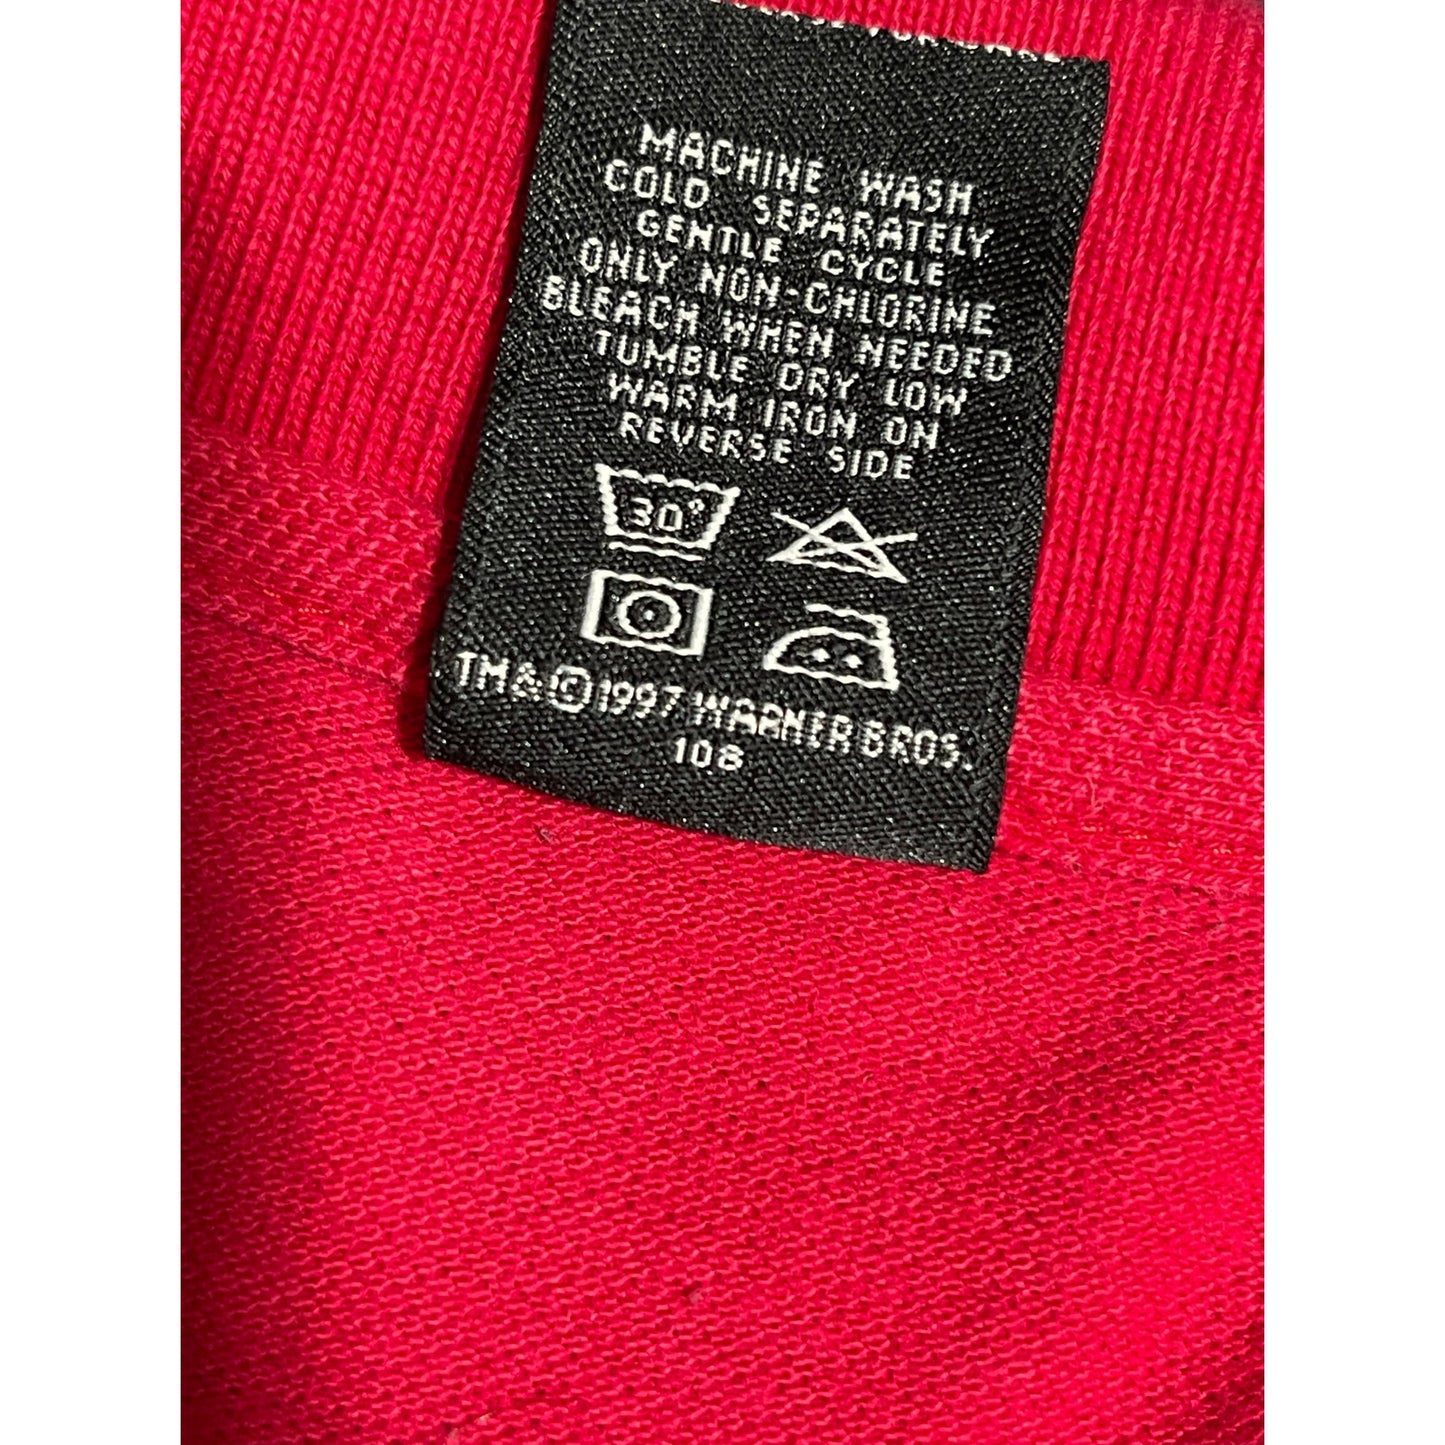 MACHINE WASH
COLD SEPARATELY
GENTLE CYCLE
ONLY NON-CHLORINE
BLEACH WHEN NEEDED
TUMBLE DRY LOW
WARM IRON ON
REVERSE SIDE
30°
TM&©1997 WARNER BROS.
108